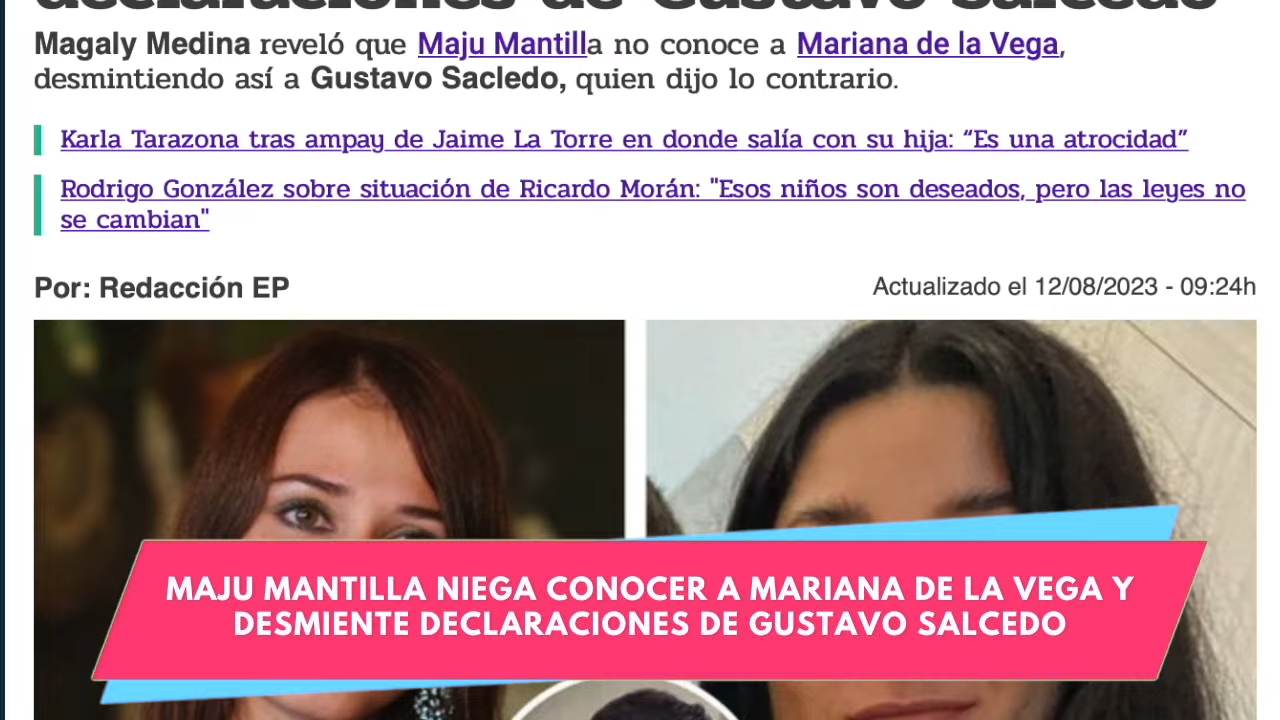 declaraciones de Gustavo Salcedo
Magaly Medina reveló que Maju Mantilla no conoce a Mariana de la Vega,
desmintiendo así a Gustavo Sacledo, quien dijo lo contrario.
Karla Tarazona tras ampay de Jaime La Torre en donde salía con su hija: “Es una atrocidad”
Rodrigo González sobre situación de Ricardo Morán: "Esos niños son deseados, pero las leyes no
se cambian"
Por: Redacción EP
Actualizado el 12/08/2023 - 09:24h
MAJU MANTILLA NIEGA CONOCER A MARIANA DE LA VEGA Y
DESMIENTE DECLARACIONES DE GUSTAVO SALCEDO